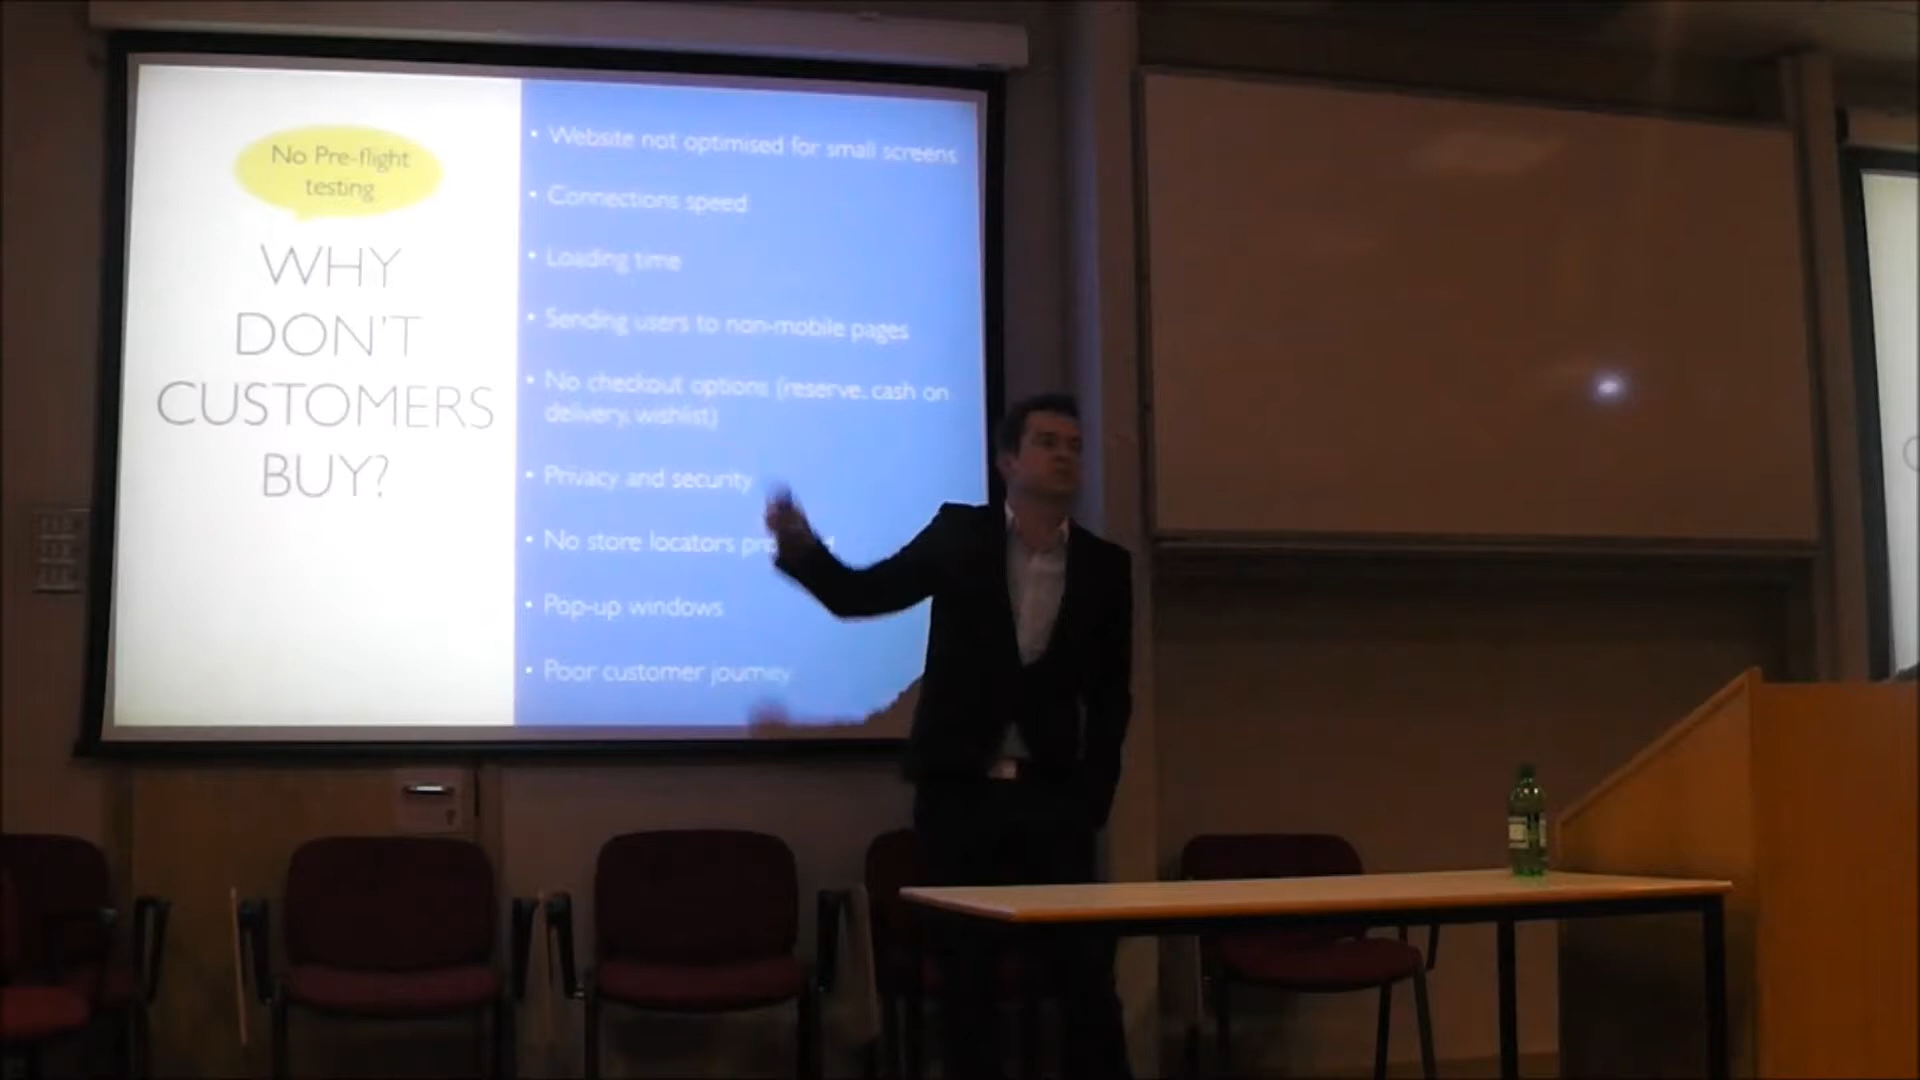 No Pre-flight
testing
WHY
DON'T
CUSTOMERS
BUY?
• Website not optimised for small screens
• Connections speed
• Loading time
• Sending users to non-mobile pages
• No checkout options (reserve, cash on
delivery, wishlist)
• Privacy and security
• No store locators
• Pop-up windows
• Poor customer journey